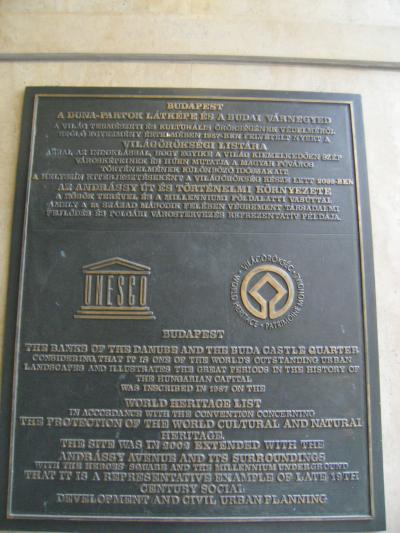 BUDAPEST
A DUNA-PARTOK LÁTKÉPE ÉS A BUDAI VÁRNEGYED
A VILÁG TERMÉSZETI ÉS KULTURÁLIS ÖRÖKSÉGÉNEK VÉDELMÉRŐL
SZÓLÓ EGYEZMÉNY ÉRTELMÉBEN 1987-BEN FELVÉTELT NYERT A
VILÁGÖRÖKSÉGI LISTÁRA
AZZAL AZ INDOKLÁSSAL, HOGY EGYIKE A VILÁG KIEMELKEDŐEN SZÉP
VÁROSKÉPEINEK ÉS HŰEN MUTATJA A MAGYAR FŐVÁROS
TÖRTÉNELMÉNEK KÜLÖNBÖZŐ IDŐSZAKAIT.
A HELYSZÍN KITERJESZTÉSEKÉNT A VILÁGÖRÖKSÉG RÉSZE LETT 2002-BEN
AZ ANDRÁSSY ÚT ÉS TÖRTÉNELMI KÖRNYEZETE
A HŐSÖK TERÉVEL ÉS A MILLENNIUMI FÖLDALATTI VASÚTTAL
AMELY A 19. SZÁZAD MÁSODIK FELÉBEN VÉGBEMENT TÁRSADALMI
FEJLŐDÉS ÉS POLGÁRI VÁROSTERVEZÉS REPREZENTATÍV PÉLDÁJA.
UNESCO
VILÁGÖRÖKSÉG • WORLD HERITAGE • PATRIMOINE MONDIAL •
BUDAPEST
THE BANKS OF THE DANUBE AND THE BUDA CASTLE QUARTER
CONSIDERING, THAT IT IS ONE OF THE WORLD'S OUTSTANDING URBAN
LANDSCAPES AND ILLUSTRATES THE GREAT PERIODS IN THE HISTORY OF
THE HUNGARIAN CAPITAL
WAS INSCRIBED IN 1987 ON THE
WORLD HERITAGE LIST
IN ACCORDANCE WITH THE CONVENTION CONCERNING
THE PROTECTION OF THE WORLD CULTURAL AND NATURAL
HERITAGE.
THE SITE WAS IN 2002 EXTENDED WITH THE
ANDRÁSSY AVENUE AND ITS SURROUNDINGS
WITH THE HEROES' SQUARE AND THE MILLENNIUM UNDERGROUND
THAT IT IS A REPRESENTATIVE EXAMPLE OF LATE 19TH
CENTURY SOCIAL
DEVELOPMENT AND CIVIL URBAN PLANNING